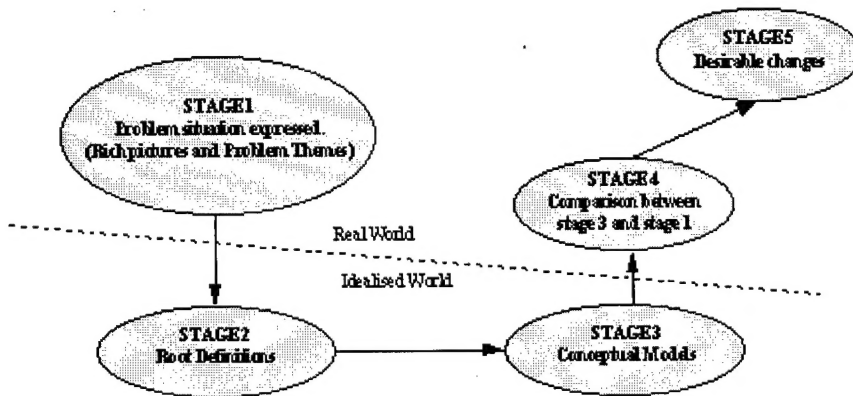 STAGE1
Problem situation expressed.
(Rich pictures and Problem Themes)
Real World
Idealised World
STAGE2
Root Definitions
STAGE3
Conceptual Models
STAGE4
Comparison between
stage 3 and stage 1
STAGE5
Desirable changes